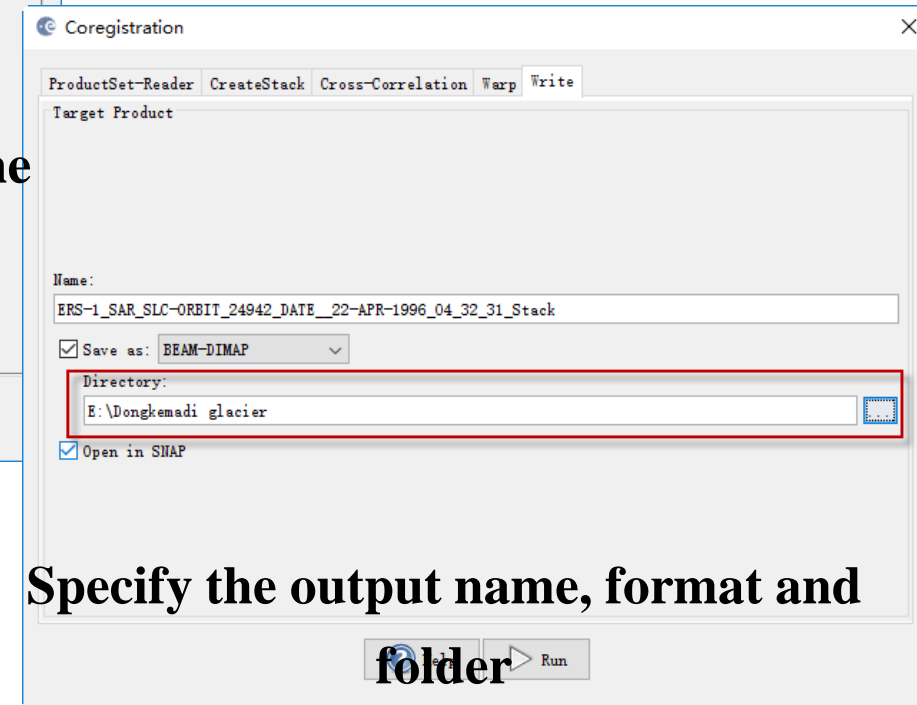 Coregistration
ProductSet-Reader CreateStack Cross-Correlation Warp Write
Target Product
Name:
ERS-1_SAR_SLC-ORBIT_24942_DATE__22-APR-1996_04_32_31_Stack
Save as: BEAM-DIMAP
Directory:
E:\Dongkemadi glacier
...
Open in SNAP
Specify the output name, format and
folder
Help Run